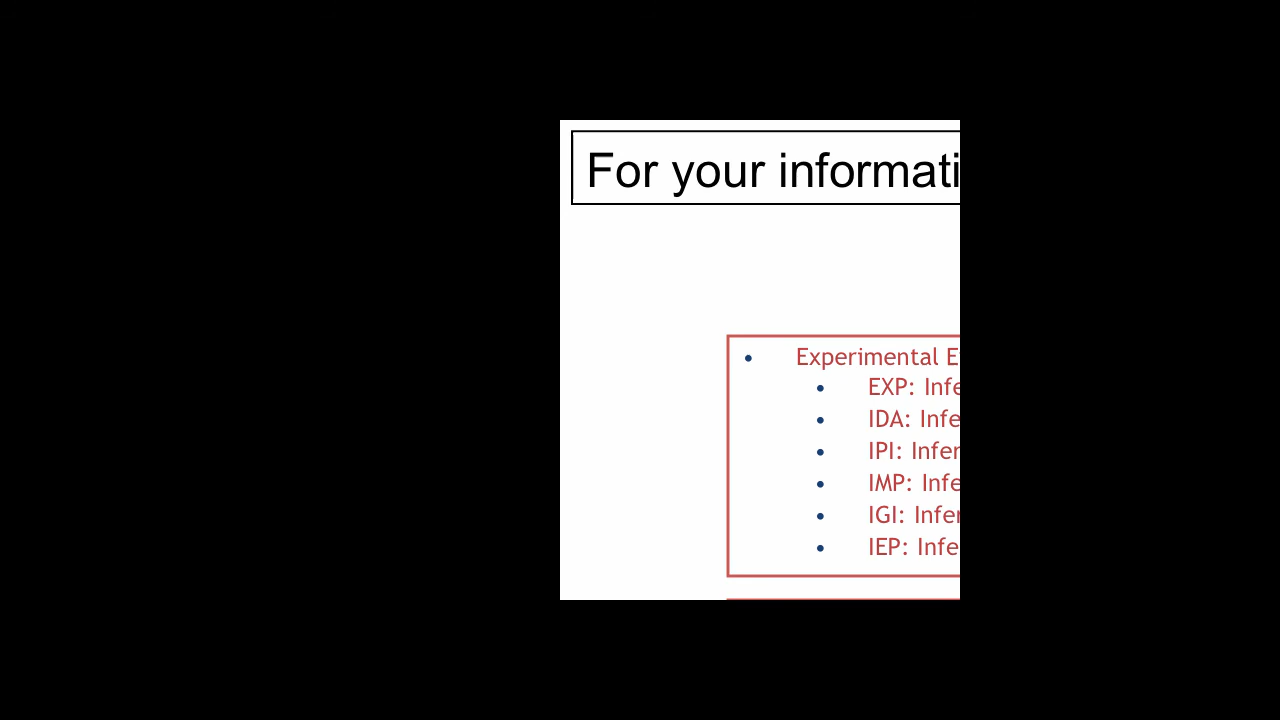 For your informati
• Experimental E
• EXP: Infe
• IDA: Infe
• IPI: Infer
• IMP: Infe
• IGI: Infer
• IEP: Infe